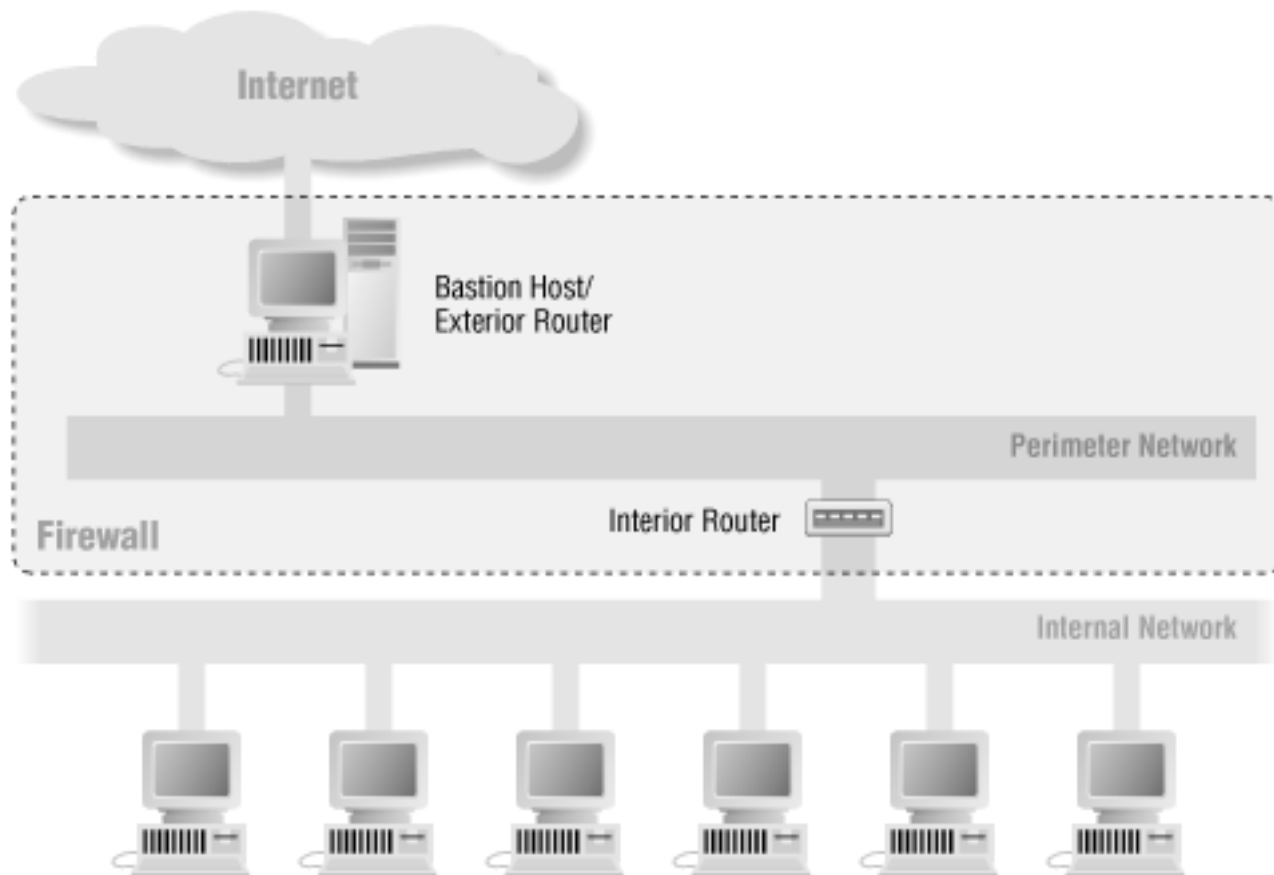 Internet
Bastion Host/
Exterior Router
Perimeter Network
Interior Router
Firewall
Internal Network